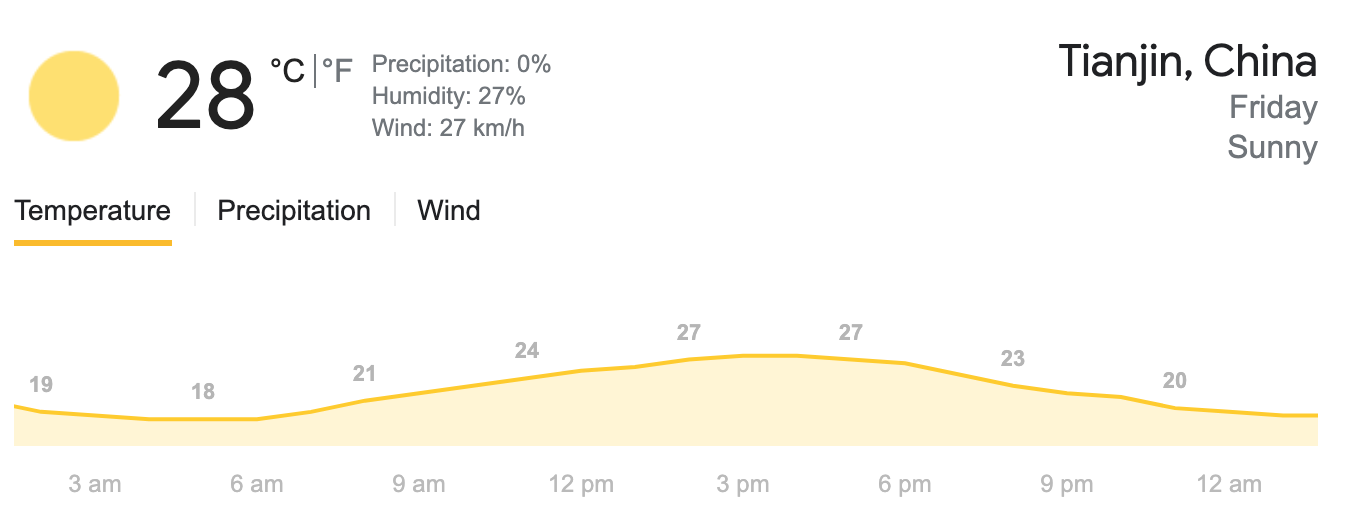 28 °C | °F
Precipitation: 0%
Humidity: 27%
Wind: 27 km/h
Tianjin, China
Friday
Sunny
Temperature | Precipitation | Wind
19 18 21 24 27 27 23 20
3 am 6 am 9 am 12 pm 3 pm 6 pm 9 pm 12 am